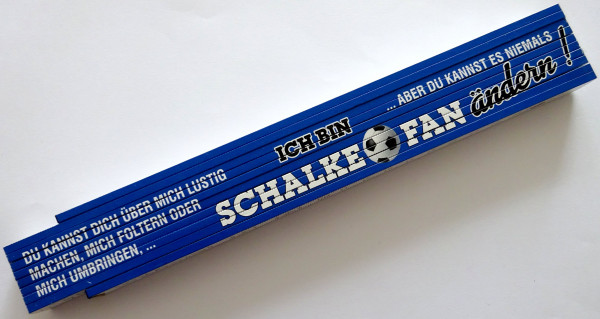 DU KANNST DICH ÜBER MICH LUSTIG
MACHEN, MICH FOLTERN ODER
MICH UMBRINGEN, ...
ICH BIN
SCHALKE FAN
... ABER DU KANNST ES NIEMALS
ändern!